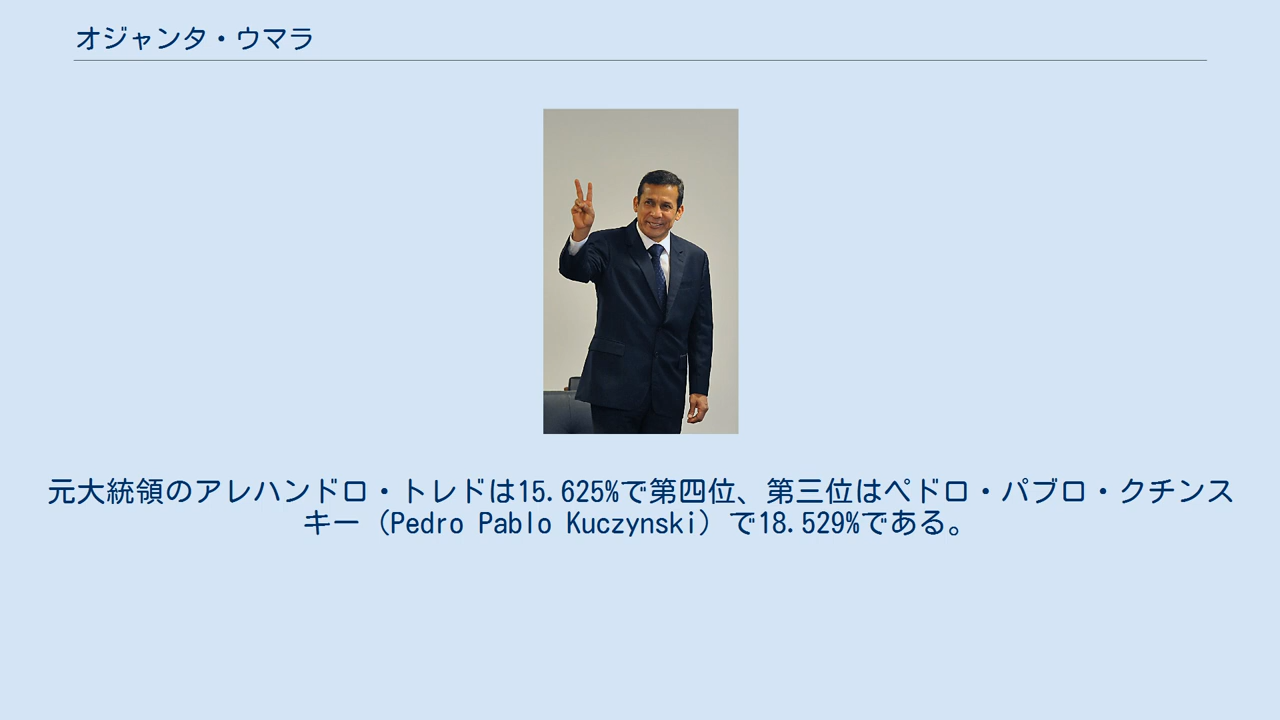 オジャンタ・ウマラ
元大統領のアレハンドロ・トレドは15.625%で第四位、第三位はペドロ・パブロ・クチンス
キー（Pedro Pablo Kuczynski）で18.529%である。